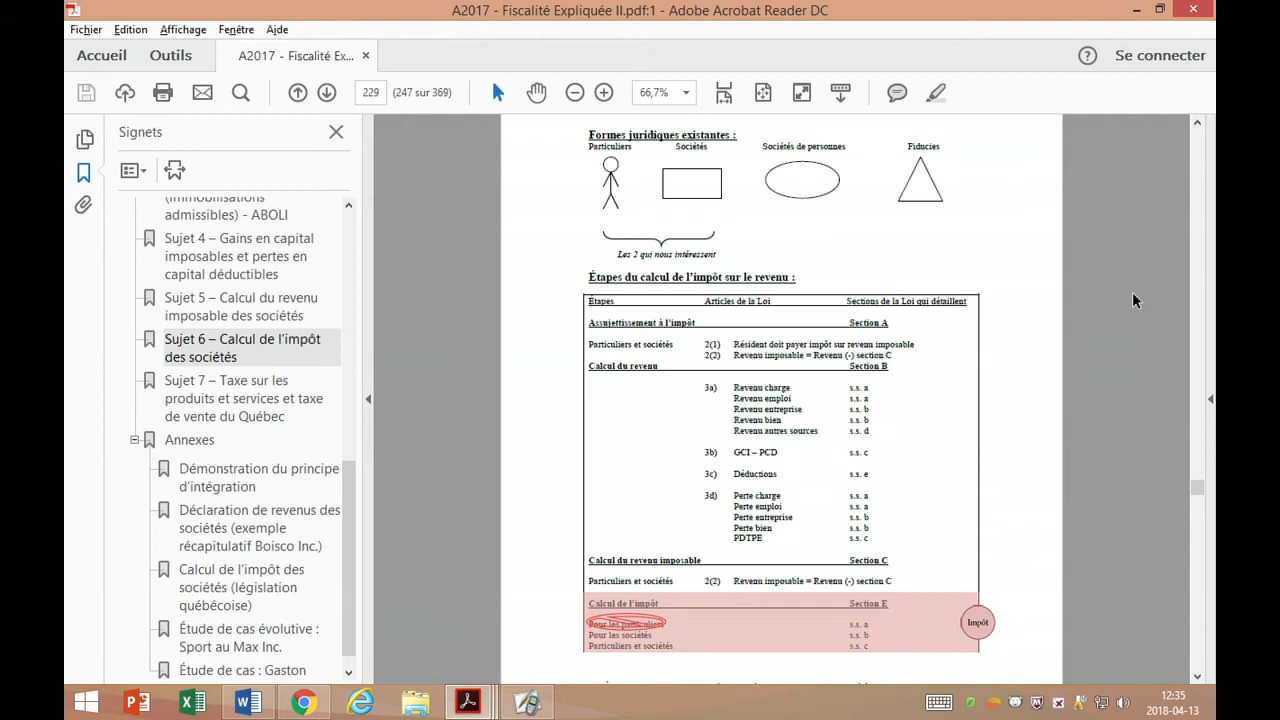 A2017 - Fiscalité Expliquée II.pdf:1 - Adobe Acrobat Reader DC
Fichier Edition Affichage Fenêtre Aide
Accueil Outils A2017 - Fiscalité Ex... × ? Se connecter
229 (247 sur 369) 66,7%
Signets
(immobilisations
admissibles) - ABOLI
Sujet 4 – Gains en capital
imposables et pertes en
capital déductibles
Sujet 5 – Calcul du revenu
imposable des sociétés
Sujet 6 – Calcul de l'impôt
des sociétés
Sujet 7 – Taxe sur les
produits et services et taxe
de vente du Québec
Annexes
Démonstration du principe
d'intégration
Déclaration de revenus des
sociétés (exemple
récapitulatif Boisco Inc.)
Calcul de l'impôt des
sociétés (législation
québécoise)
Étude de cas évolutive :
Sport au Max Inc.
Étude de cas : Gaston
Formes juridiques existantes :
Particuliers Sociétés Sociétés de personnes Fiducies
Les 2 qui nous intéressent
Étapes du calcul de l'impôt sur le revenu :
Étapes Articles de la Loi Sections de la Loi qui détaillent
Assujettissement à l'impôt Section A
Particuliers et sociétés 2(1) Résident doit payer impôt sur revenu imposable
2(2) Revenu imposable = Revenu (-) section C
Calcul du revenu Section B
3a) Revenu charge s.s. a
Revenu emploi s.s. a
Revenu entreprise s.s. b
Revenu bien s.s. b
Revenu autres sources s.s. d
3b) GCI – PCD s.s. c
3c) Déductions s.s. e
3d) Perte charge s.s. a
Perte emploi s.s. a
Perte entreprise s.s. b
Perte bien s.s. b
PDTPE s.s. c
Calcul du revenu imposable Section C
Particuliers et sociétés 2(2) Revenu imposable = Revenu (-) section C
Calcul de l'impôt Section E
Pour les particuliers s.s. a
Impôt
Pour les sociétés s.s. b
Particuliers et sociétés s.s. c
12:35
2018-04-13